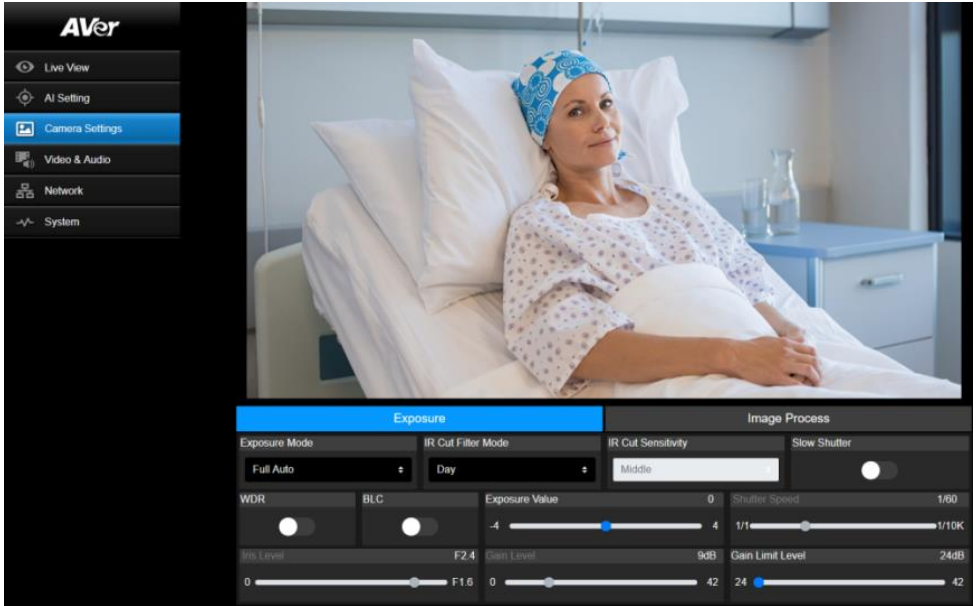 AVer
Live View
AI Setting
Camera Settings
Video & Audio
Network
System
Exposure Image Process
Exposure Mode IR Cut Filter Mode IR Cut Sensitivity Slow Shutter
Full Auto Day Middle
WDR BLC Exposure Value 0 Shutter Speed 1/60
-4 4 1/1 1/10K
Iris Level F2.4 Gain Level 9dB Gain Limit Level 24dB
0 F1.6 0 42 24 42